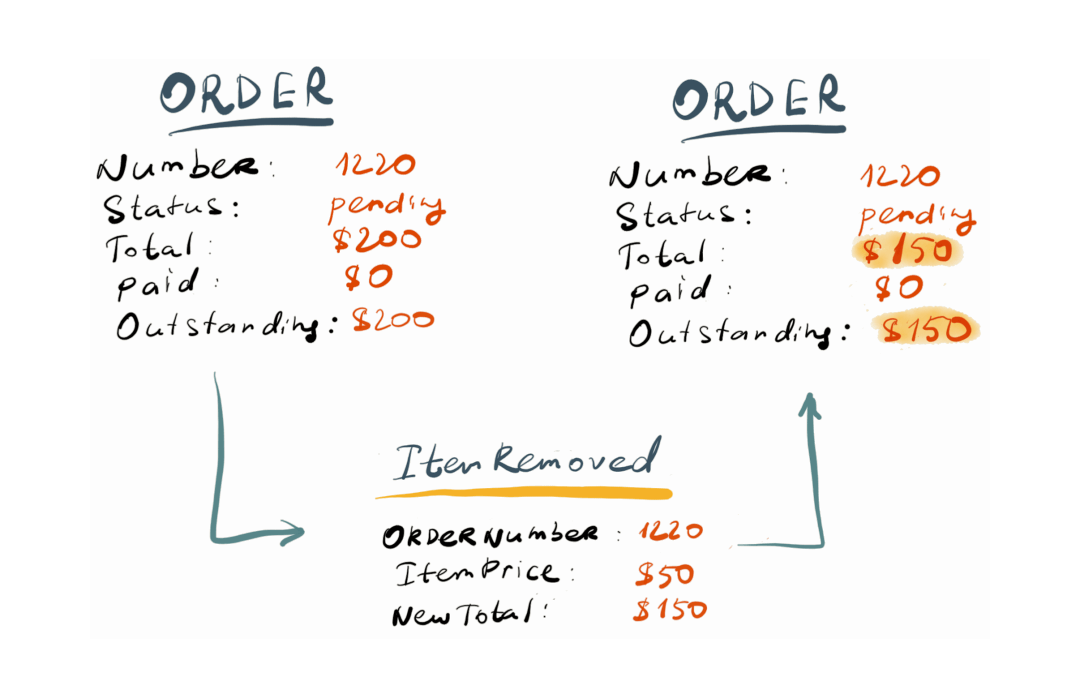 ORDER
Number: 1220
Status: pending
Total: $200
Paid: $0
Outstanding: $200
ORDER
Number: 1220
Status: pending
Total: $150
Paid: $0
Outstanding: $150
ItemRemoved
OrderNumber: 1220
ItemPrice: $50
NewTotal: $150